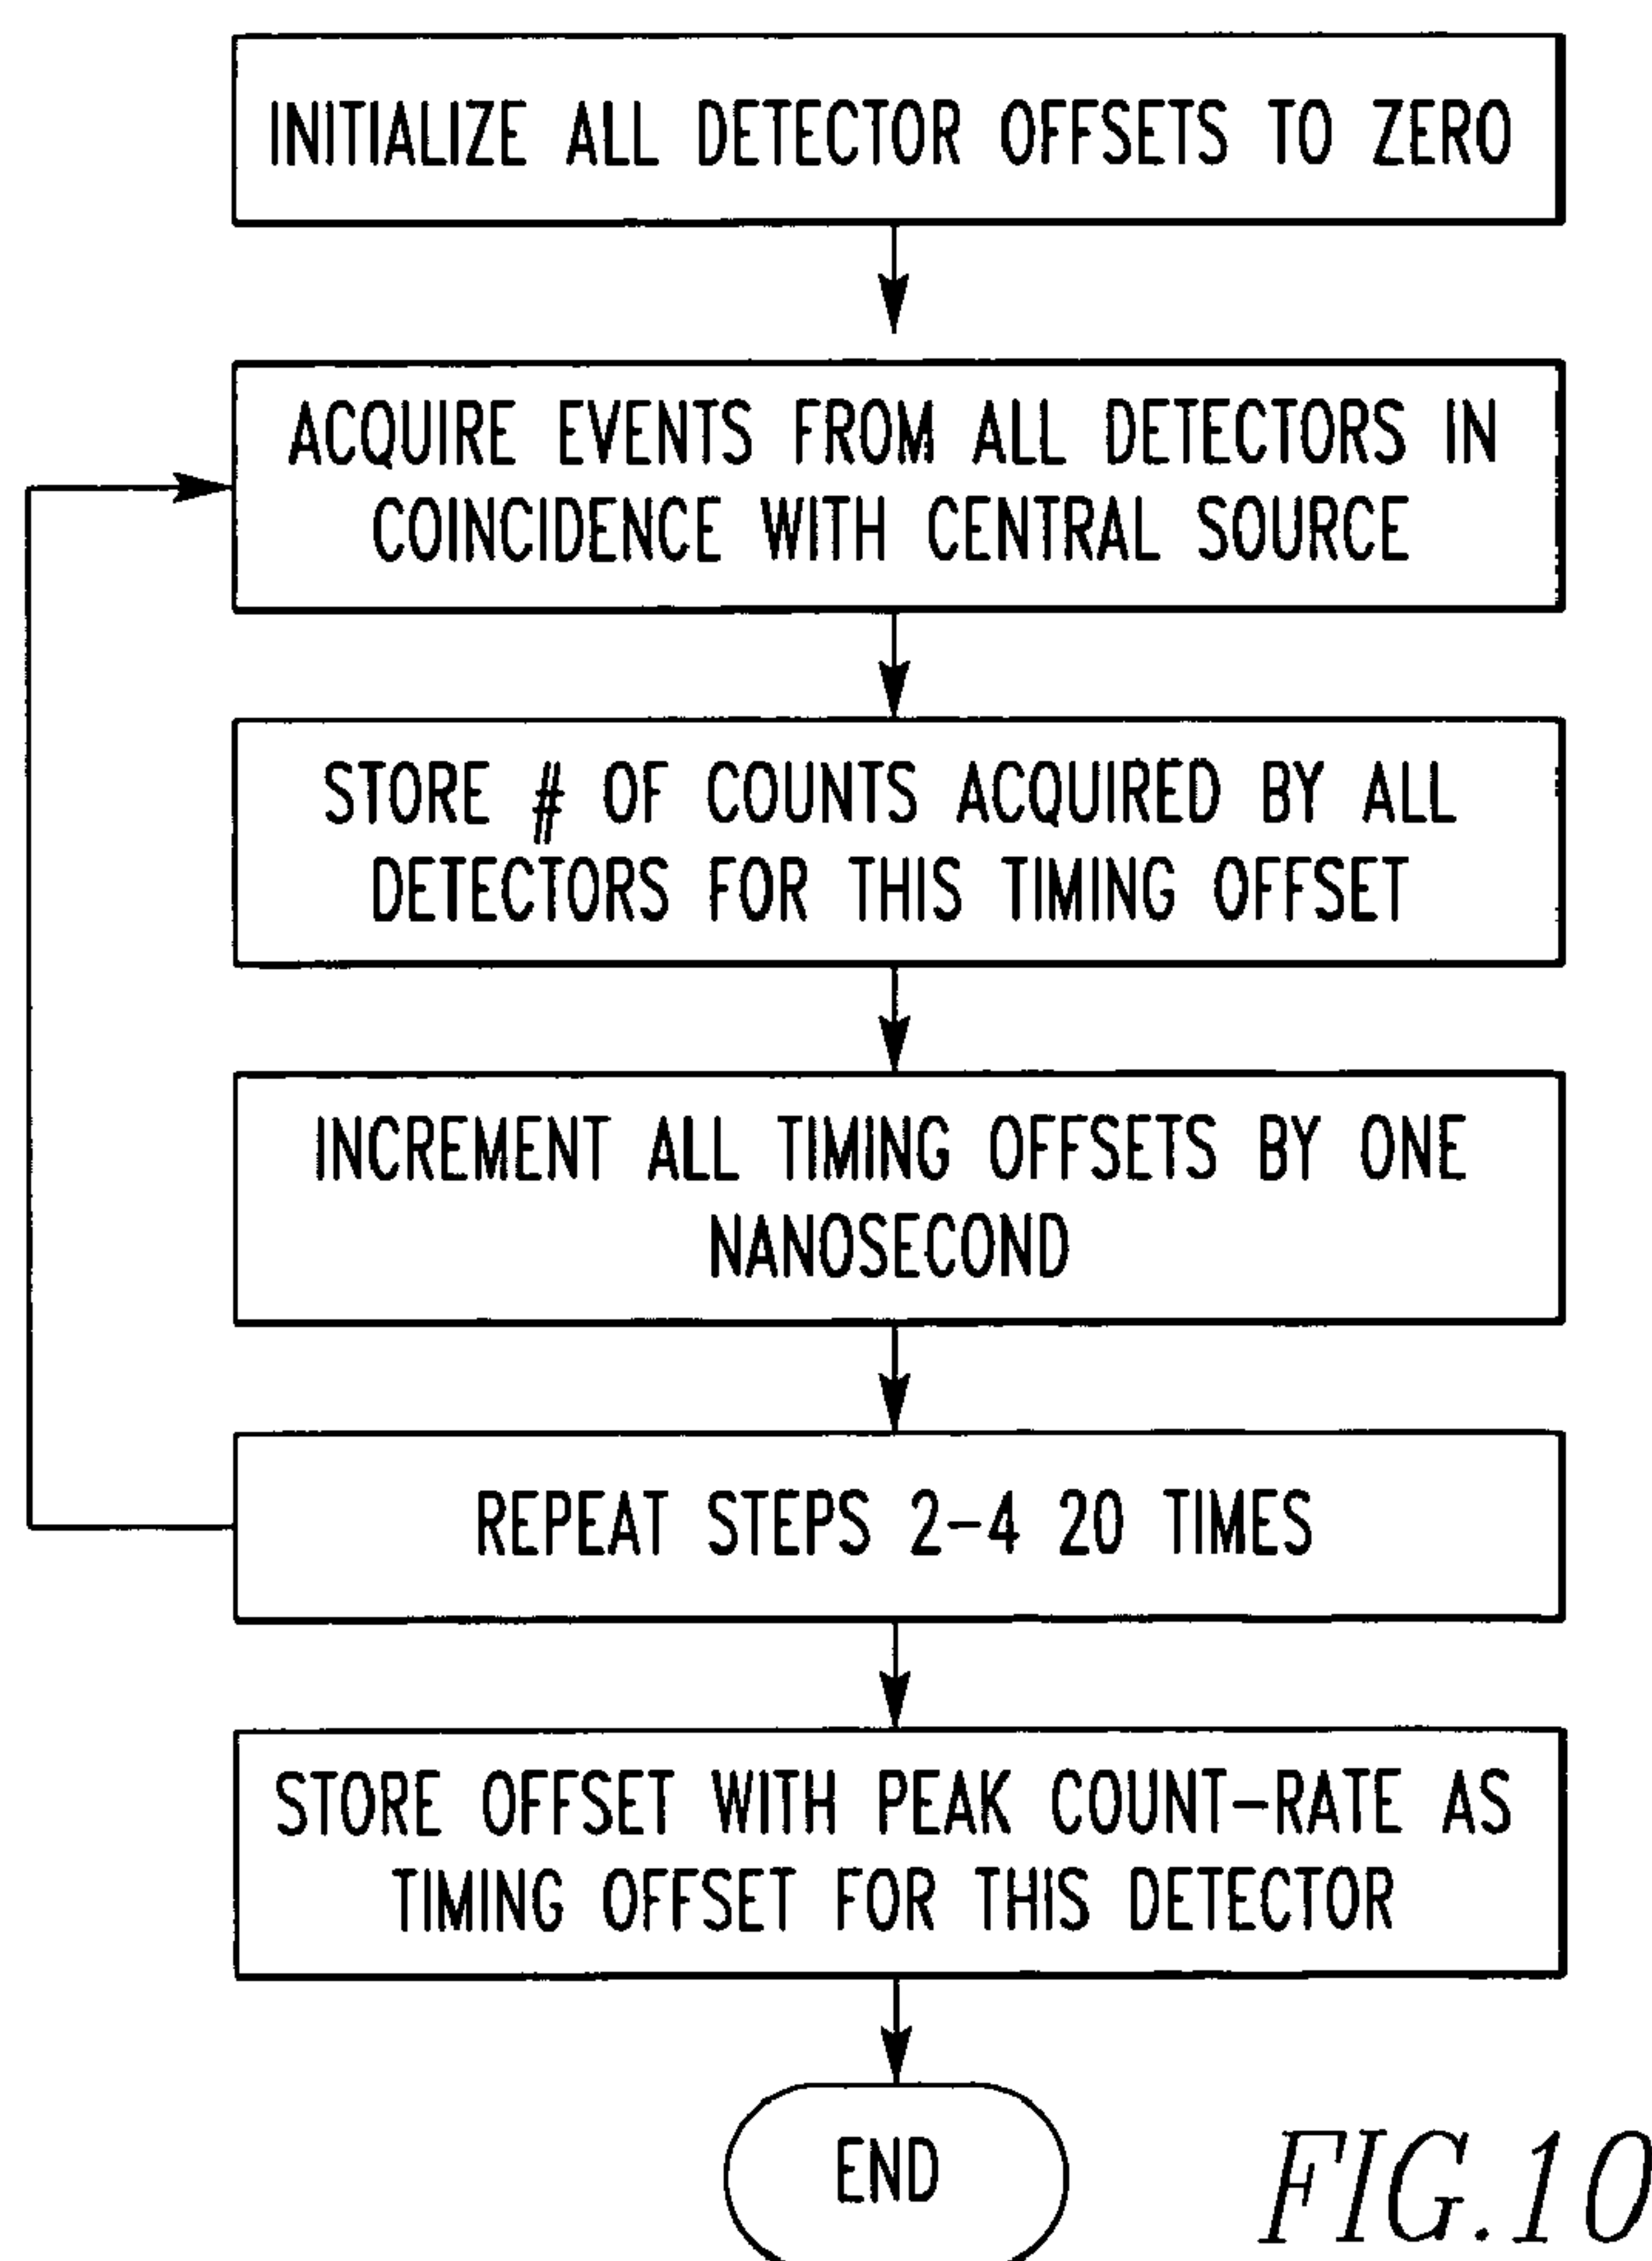 INITIALIZE ALL DETECTOR OFFSETS TO ZERO
ACQUIRE EVENTS FROM ALL DETECTORS IN
COINCIDENCE WITH CENTRAL SOURCE
STORE # OF COUNTS ACQUIRED BY ALL
DETECTORS FOR THIS TIMING OFFSET
INCREMENT ALL TIMING OFFSETS BY ONE
NANOSECOND
REPEAT STEPS 2-4 20 TIMES
STORE OFFSET WITH PEAK COUNT-RATE AS
TIMING OFFSET FOR THIS DETECTOR
END
FIG.10